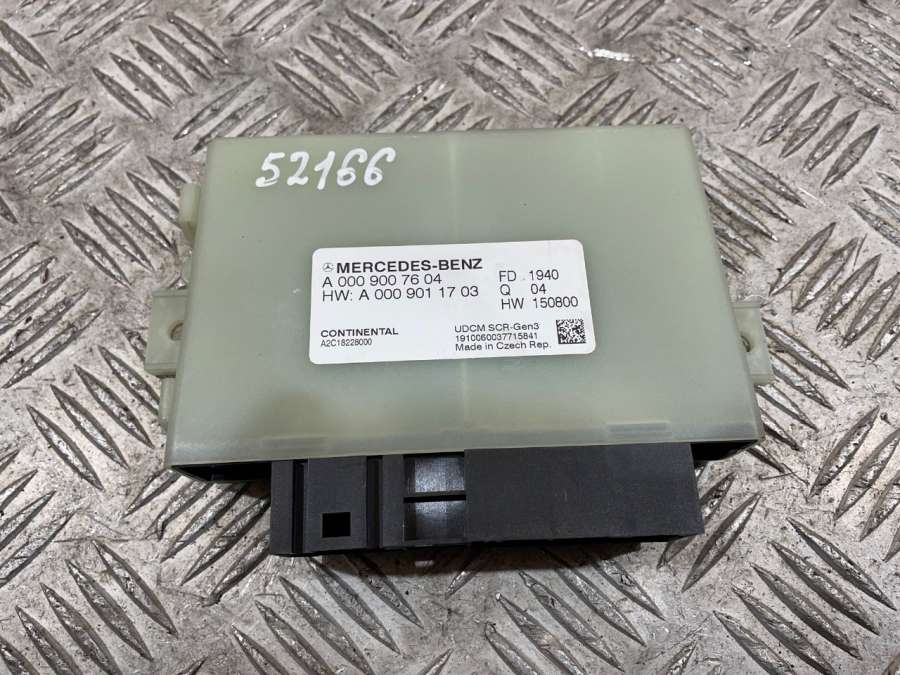 52166
MERCEDES-BENZ
A 000 900 76 04
HW: A 000 901 17 03
FD . 1940
Q 04
HW 150800
CONTINENTAL
A2C18228000
UDCM SCR-Gen3
1910060037715841
Made in Czech Rep.